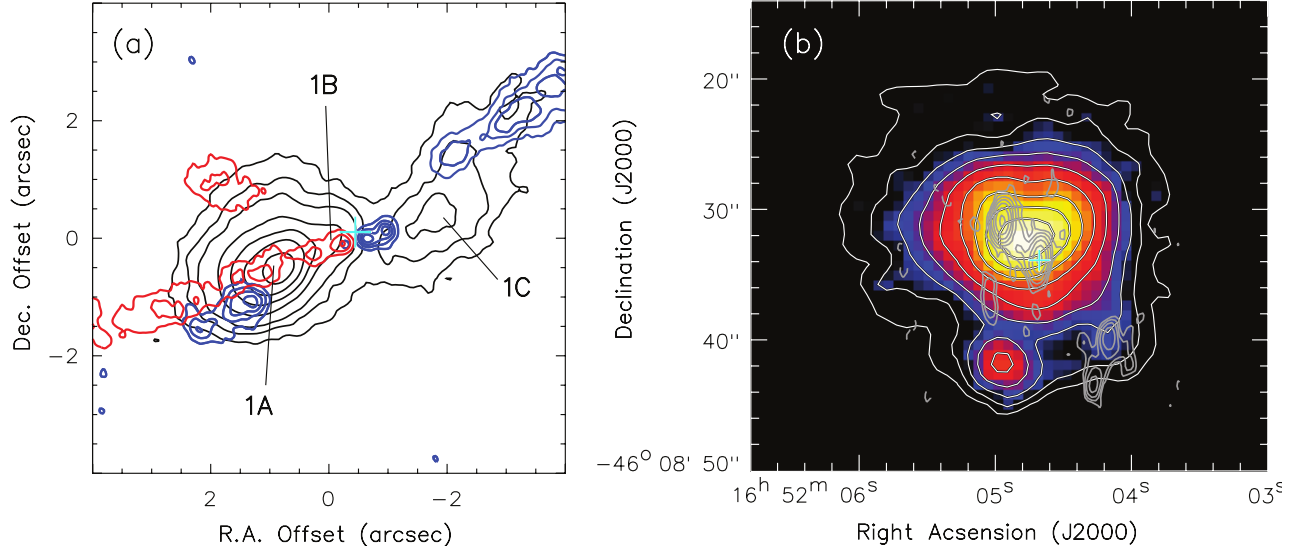 (a)
1B
1C
1A
2
0
−2
Dec. Offset (arcsec)
2
0
−2
R.A. Offset (arcsec)
(b)
20"
30"
40"
−46° 08' 50"
Declination (J2000)
16h 52m 06s
05s
04s
03s
Right Acsension (J2000)